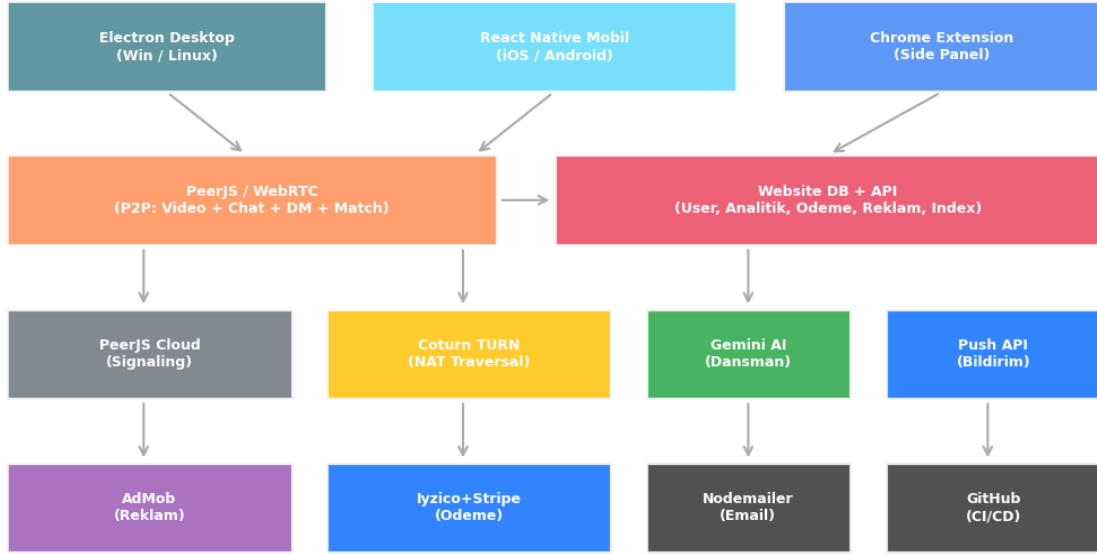 Electron Desktop
(Win / Linux)
React Native Mobil
(iOS / Android)
Chrome Extension
(Side Panel)
PeerJS / WebRTC
(P2P: Video + Chat + DM + Match)
Website DB + API
(User, Analitik, Odeme, Reklam, Index)
PeerJS Cloud
(Signaling)
Coturn TURN
(NAT Traversal)
Gemini AI
(Dansman)
Push API
(Bildirim)
AdMob
(Reklam)
Iyzico+Stripe
(Odeme)
Nodemailer
(Email)
GitHub
(CI/CD)